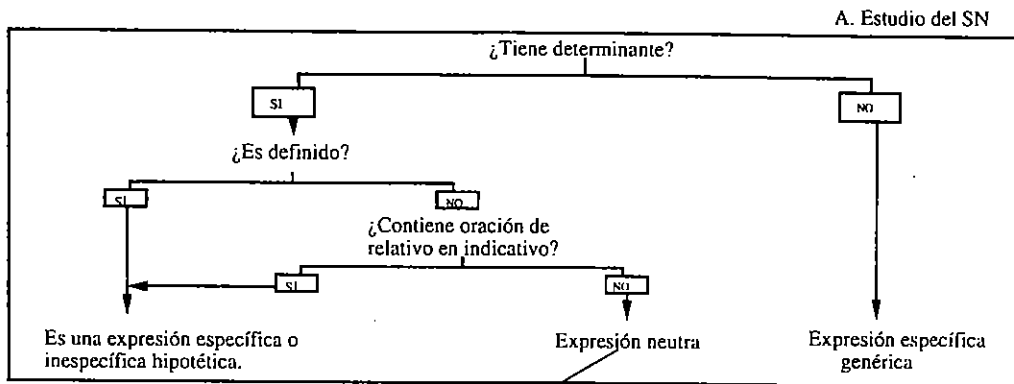 A. Estudio del SN
¿Tiene determinante?
SI
NO
¿Es definido?
SI
NO
¿Contiene oración de
relativo en indicativo?
SI
NO
Es una expresión específica o
inespecífica hipotética.
Expresión neutra
Expresión específica
genérica